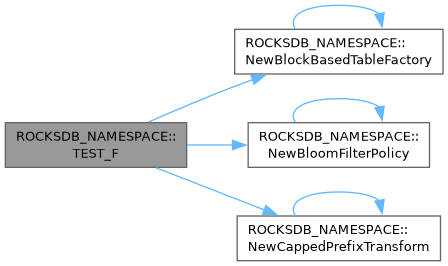 ROCKSDB_NAMESPACE::
TEST_F
ROCKSDB_NAMESPACE::
NewBlockBasedTableFactory
ROCKSDB_NAMESPACE::
NewBloomFilterPolicy
ROCKSDB_NAMESPACE::
NewCappedPrefixTransform